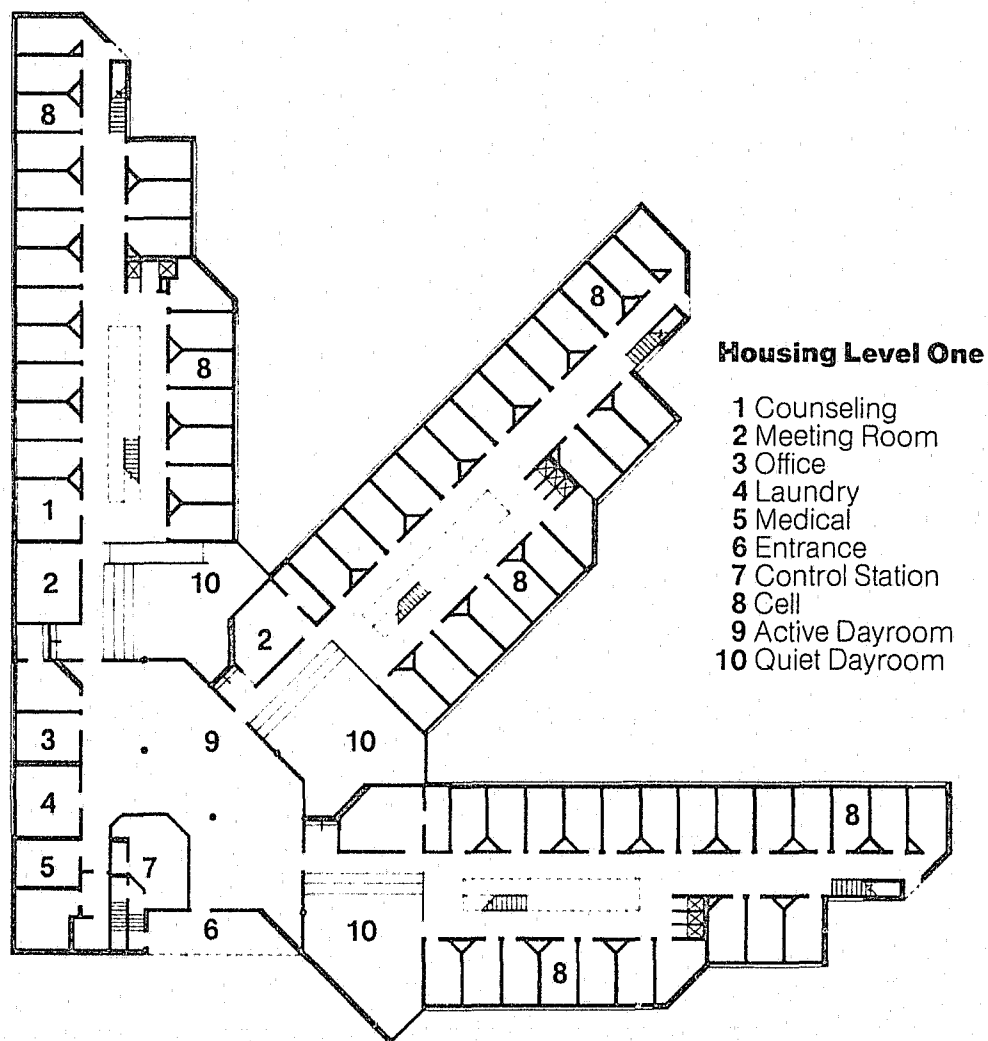 8
8
8
Housing Level One
8
1 Counseling
2 Meeting Room
3 Office
1
4 Laundry
5 Medical
6 Entrance
2
10
7 Control Station
8
8 Cell
2
9 Active Dayroom
10 Quiet Dayroom
3
9
10
4
8
5
7
6
10
8